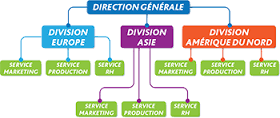 DIRECTION GÉNÉRALE
DIVISION
EUROPE
DIVISION
ASIE
DIVISION
AMÉRIQUE DU NORD
SERVICE
MARKETING
SERVICE
PRODUCTION
SERVICE
RH
SERVICE
MARKETING
SERVICE
PRODUCTION
SERVICE
RH
SERVICE
MARKETING
SERVICE
PRODUCTION
SERVICE
RH